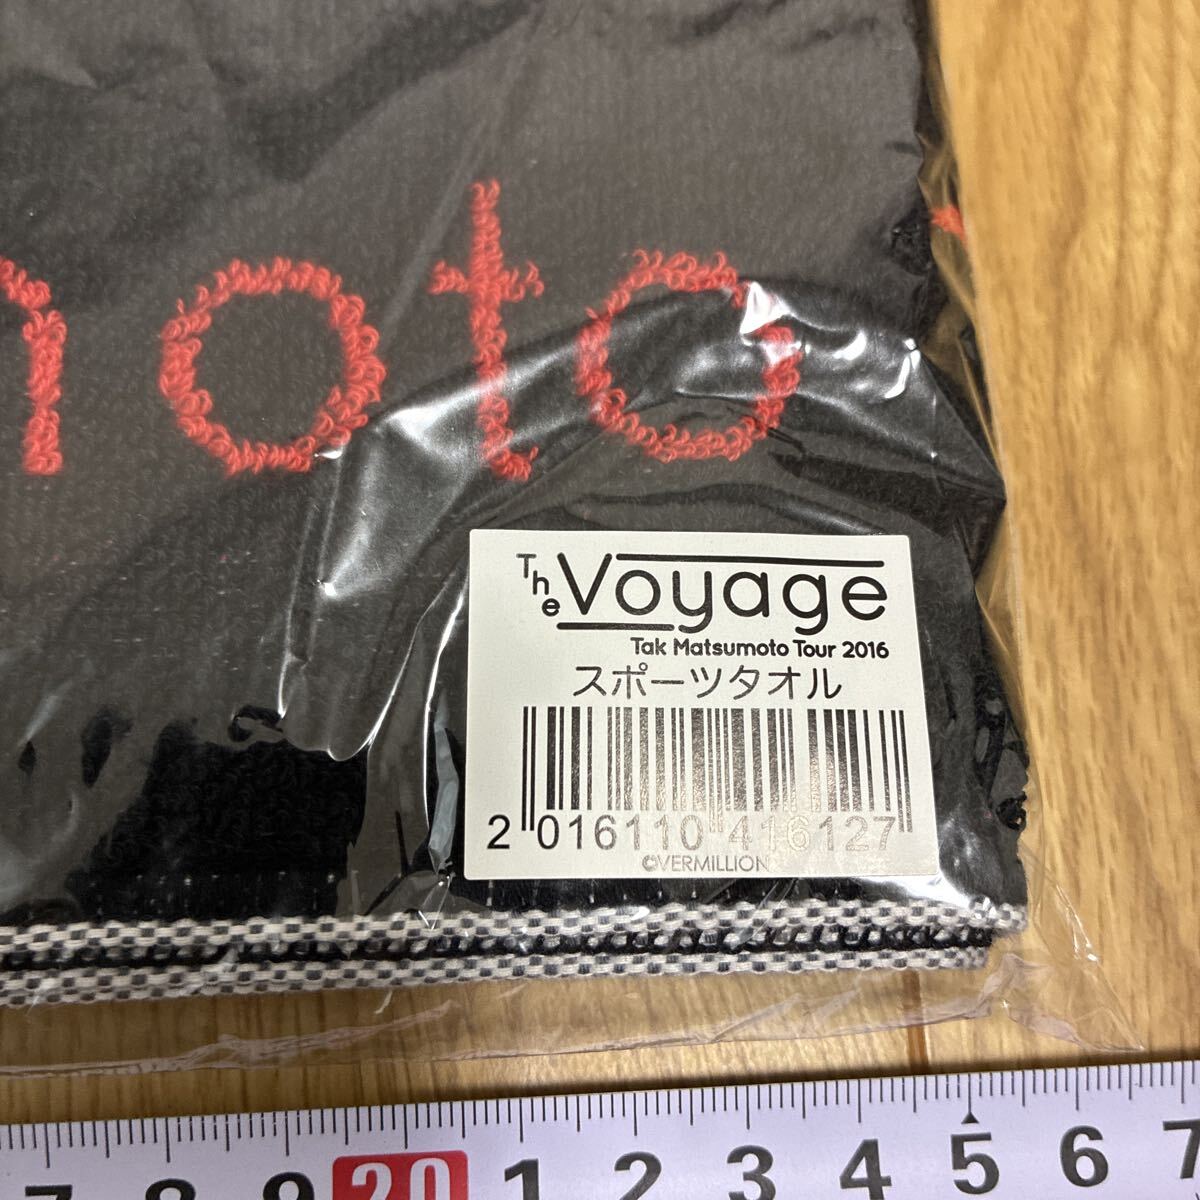 moto
The Voyage
Tak Matsumoto Tour 2016
スポーツタオル
2 016110 416127
©VERMILLION
7 8 9 20 1 2 3 4 5 6 7